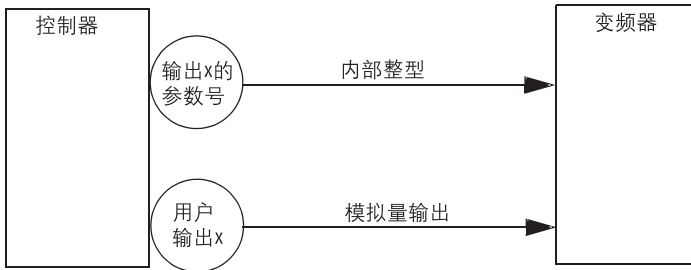 控制器
变频器
输出x的
参数号
内部整型
用户
输出x
模拟量输出